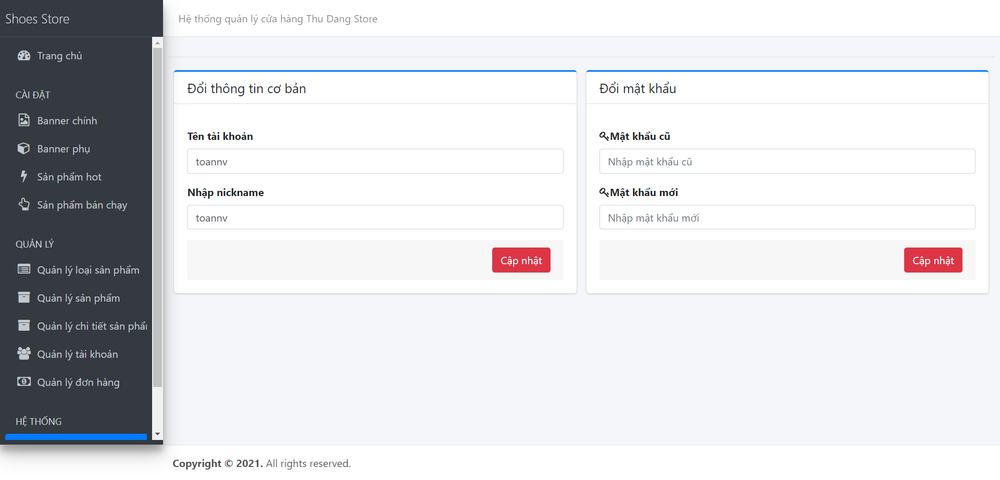 Shoes Store
Hệ thống quản lý cửa hàng Thu Dang Store
Trang chủ
CÀI ĐẶT
Banner chính
Banner phụ
Sản phẩm hot
Sản phẩm bán chạy
QUẢN LÝ
Quản lý loại sản phẩm
Quản lý sản phẩm
Quản lý chi tiết sản
Quản lý tài khoản
Quản lý đơn hàng
HỆ THỐNG
Đổi thông tin cơ bản
Tên tài khoản
toannv
Nhập nickname
toannv
Cập nhật
Đổi mật khẩu
Mật khẩu cũ
Nhập mật khẩu cũ
Mật khẩu mới
Nhập mật khẩu mới
Cập nhật
Copyright © 2021. All rights reserved.